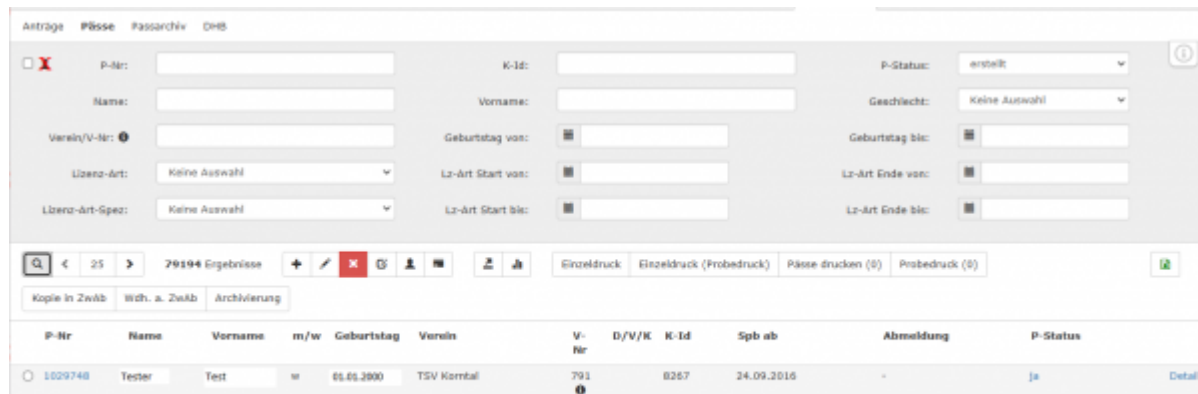 Anträge Pässe Passarchiv DHB
P-Nr: K-Id: P-Status: erstellt
Name: Vorname: Geschlecht: Keine Auswahl
Verein/V-Nr: Geburtstag von: Geburtstag bis:
Lizenz-Art: Keine Auswahl Lz-Art Start von: Lz-Art Ende von:
Lizenz-Art-Spez: Keine Auswahl Lz-Art Start bis: Lz-Art Ende bis:
25 79194 Ergebnisse Einzeldruck Einzeldruck (Probedruck) Pässe drucken (0) Probedruck (0)
Kopie in ZwAb Wdh. a. ZwAb Archivierung
P-Nr Name Vorname m/w Geburtstag Verein V-Nr D/V/K K-Id Spb ab Abmeldung P-Status
1029748 Tester Test w 01.01.2000 TSV Korntal 791 8267 24.09.2016 - ja Detail